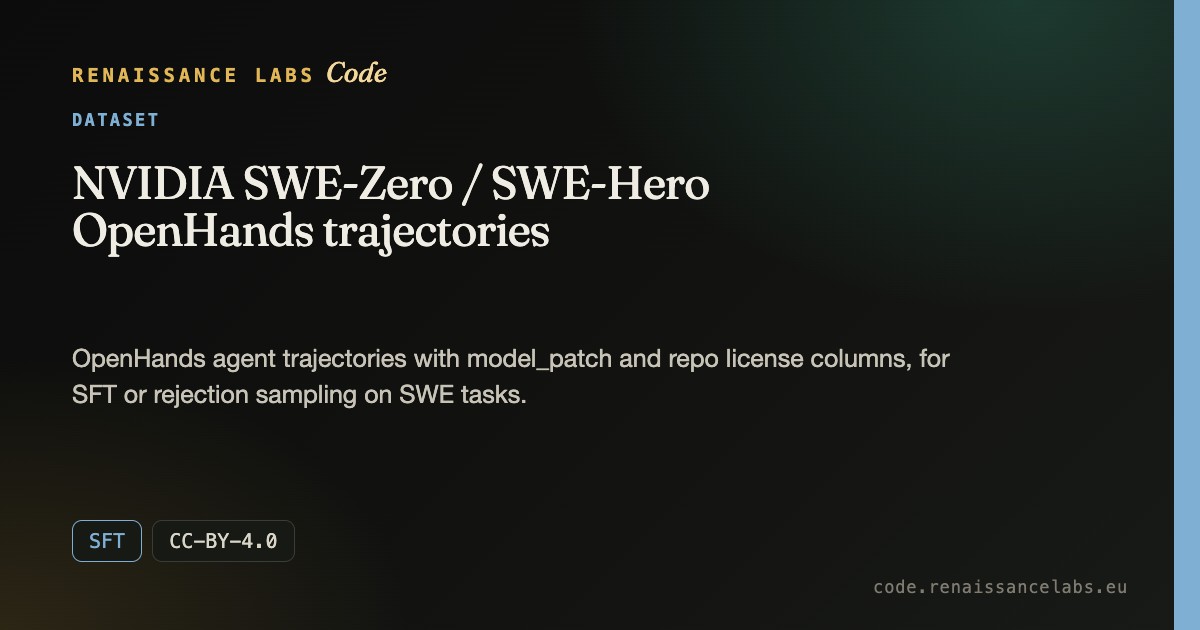 RENAISSANCE LABS Code
DATASET
NVIDIA SWE-Zero / SWE-Hero
OpenHands trajectories
OpenHands agent trajectories with model_patch and repo license columns, for
SFT or rejection sampling on SWE tasks.
SFT CC-BY-4.0
code.renaissancelabs.eu